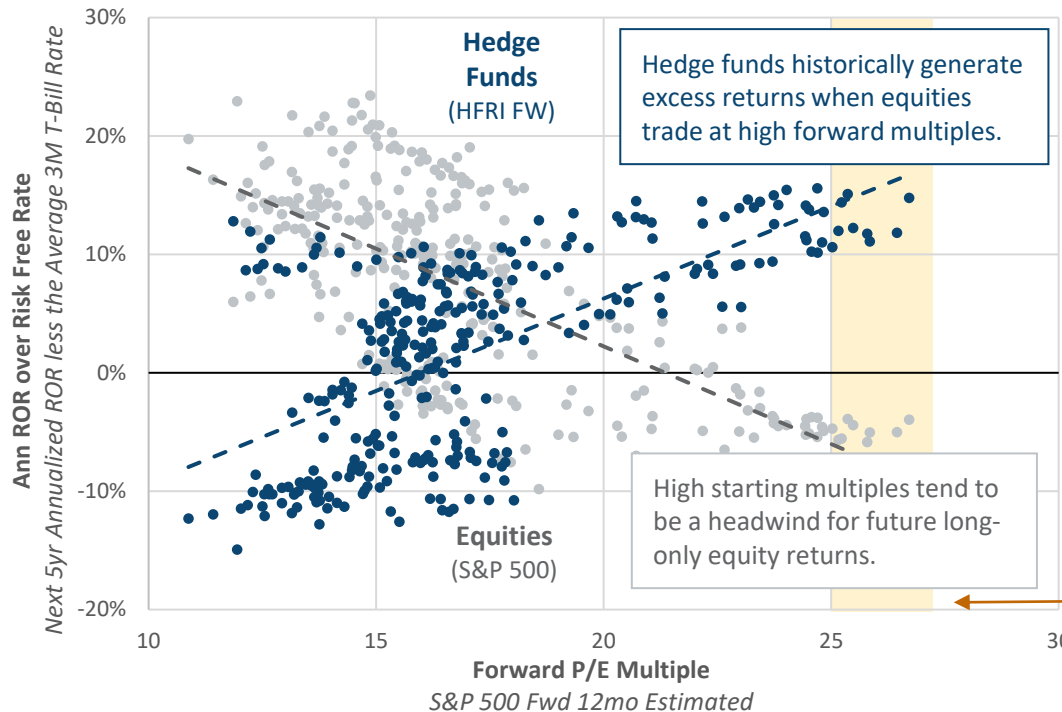 30%
20%
10%
0%
-10%
-20%
Ann ROR over Risk Free Rate
Next 5yr Annualized ROR less the Average 3M T-Bill Rate
Hedge
Funds
(HFRI FW)
Hedge funds historically generate
excess returns when equities
trade at high forward multiples.
Equities
(S&P 500)
High starting multiples tend to
be a headwind for future long-
only equity returns.
10
15
20
25
30
Forward P/E Multiple
S&P 500 Fwd 12mo Estimated